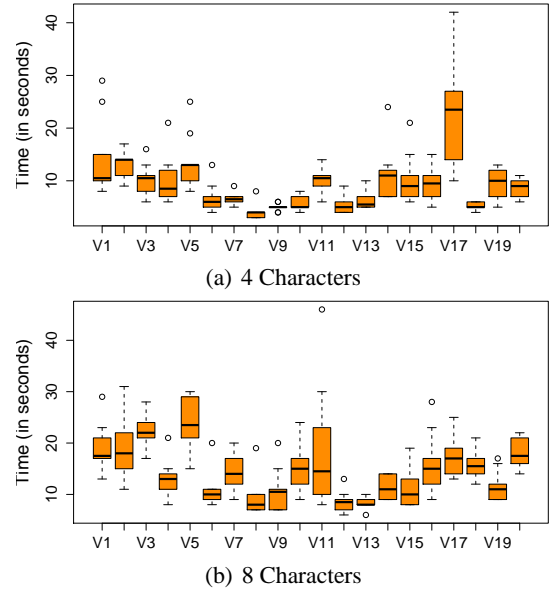 Time (in seconds)
40
30
20
10
V1 V3 V5 V7 V9 V11 V13 V15 V17 V19
(a) 4 Characters
Time (in seconds)
40
30
20
10
V1 V3 V5 V7 V9 V11 V13 V15 V17 V19
(b) 8 Characters